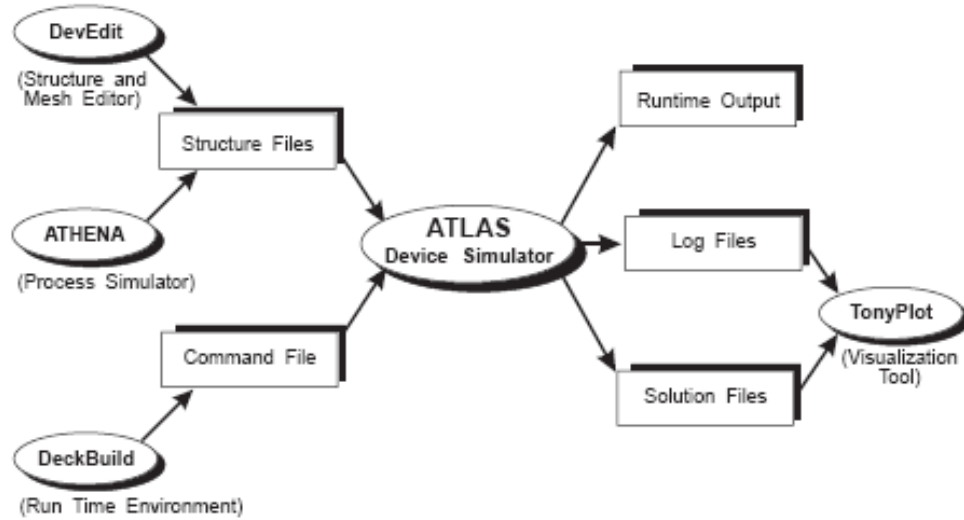 DevEdit
(Structure and
Mesh Editor)
Structure Files
ATHENA
(Process Simulator)
Command File
DeckBuild
(Run Time Environment)
ATLAS
Device Simulator
Runtime Output
Log Files
Solution Files
TonyPlot
(Visualization
Tool)